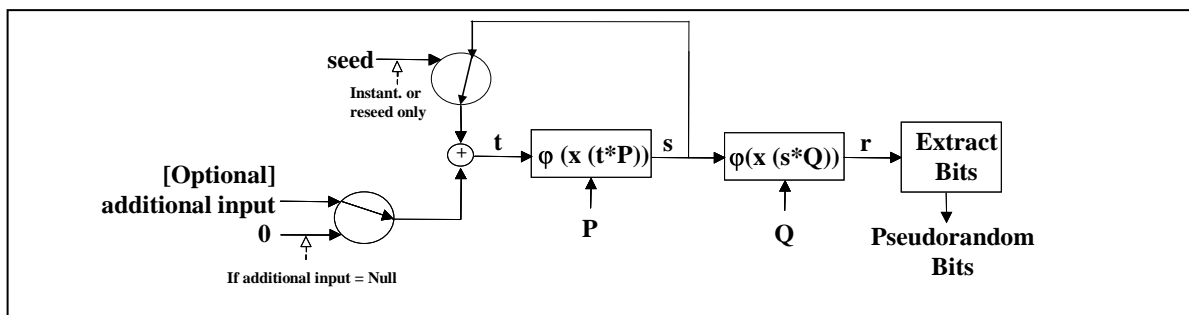 seed
Instant. or
reseed only
[Optional]
additional input
0
If additional input = Null
+
t
φ (x (t*P))
P
s
φ(x (s*Q))
Q
r
Extract
Bits
Pseudorandom
Bits